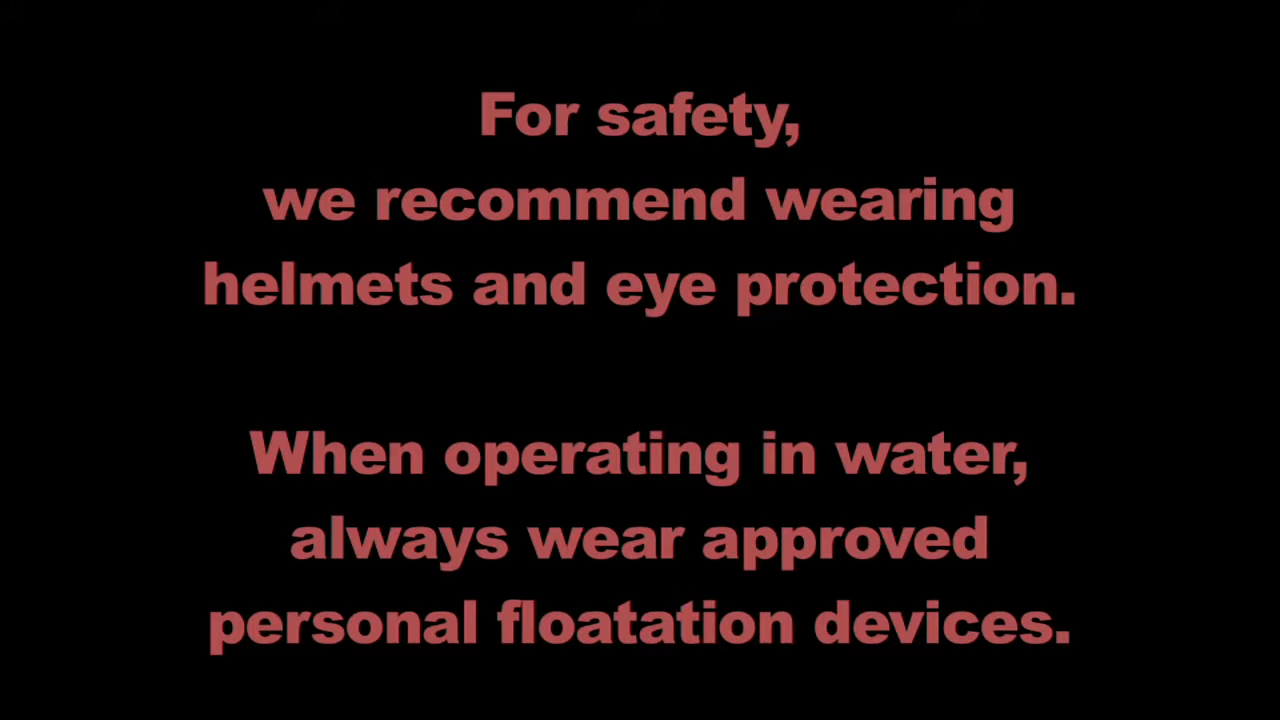 For safety,
we recommend wearing
helmets and eye protection.
When operating in water,
always wear approved
personal floatation devices.